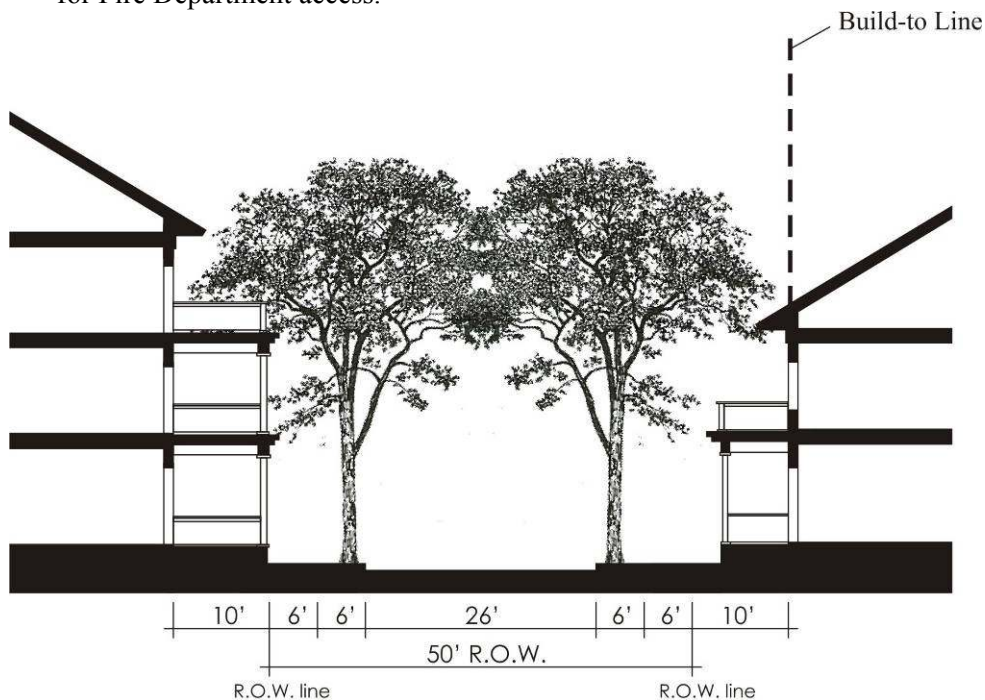 for Fire Department access.
Build-to Line
10' 6' 6' 26' 6' 6' 10'
50' R.O.W.
R.O.W. line R.O.W. line